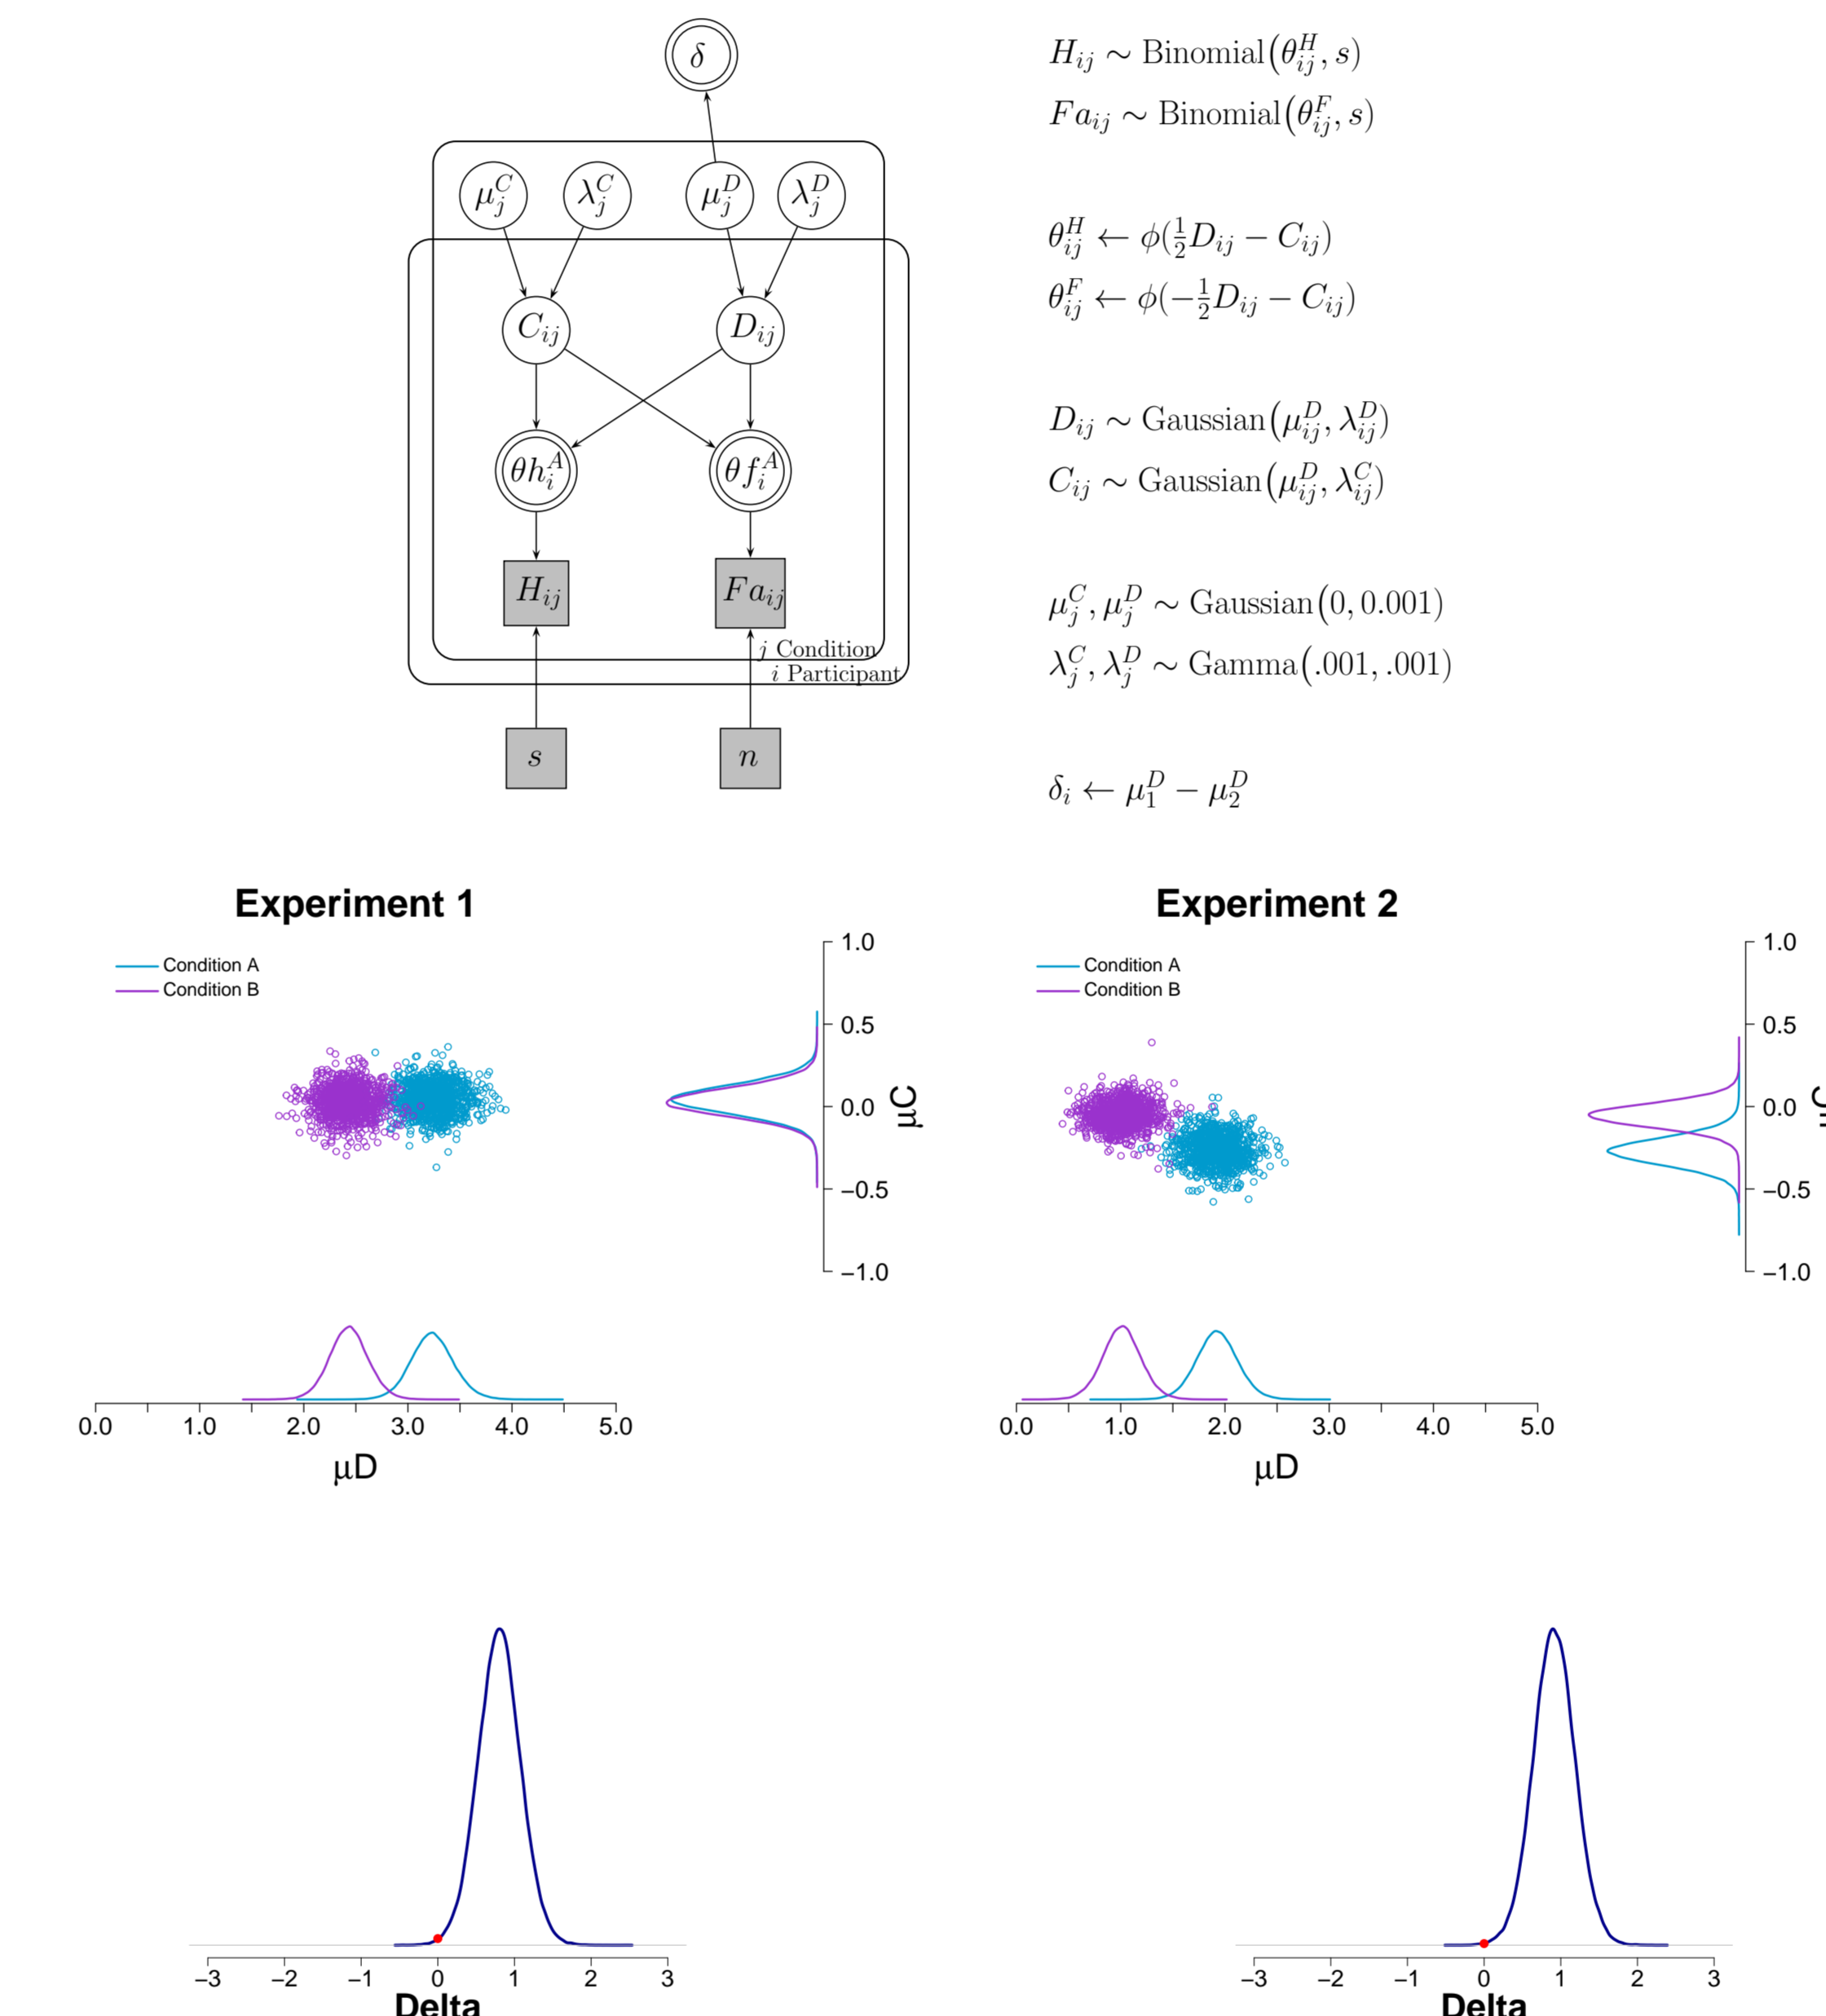 δ
μ_j^C λ_j^C μ_j^D λ_j^D
C_ij D_ij
θh_i^A θf_i^A
H_ij Fa_ij
j Condition
i Participant
s n
H_ij ∼ Binomial(θ_ij^H, s)
Fa_ij ∼ Binomial(θ_ij^F, s)
θ_ij^H ← ϕ(½D_ij − C_ij)
θ_ij^F ← ϕ(−½D_ij − C_ij)
D_ij ∼ Gaussian(μ_ij^D, λ_ij^D)
C_ij ∼ Gaussian(μ_ij^D, λ_ij^C)
μ_j^C, μ_j^D ∼ Gaussian(0, 0.001)
λ_j^C, λ_j^D ∼ Gamma(.001, .001)
δ_i ← μ_1^D − μ_2^D
Experiment 1
Condition A
Condition B
1.0
0.5
0.0
−0.5
−1.0
μC
0.0 1.0 2.0 3.0 4.0 5.0
μD
Experiment 2
Condition A
Condition B
1.0
0.5
0.0
−0.5
−1.0
μC
0.0 1.0 2.0 3.0 4.0 5.0
μD
−3 −2 −1 0 1 2 3
Delta
−3 −2 −1 0 1 2 3
Delta